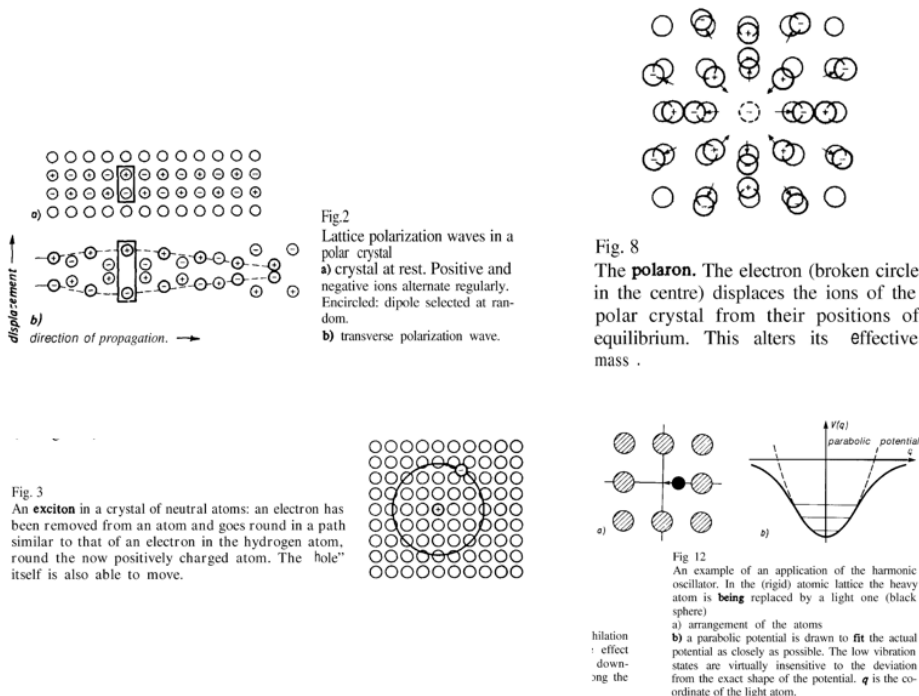 a)
displacement
b)
direction of propagation.
Fig.2
Lattice polarization waves in a
polar crystal
a) crystal at rest. Positive and
negative ions alternate regularly.
Encircled: dipole selected at ran-
dom.
b) transverse polarization wave.
Fig. 8
The polaron. The electron (broken circle
in the centre) displaces the ions of the
polar crystal from their positions of
equilibrium. This alters its effective
mass .
Fig. 3
An exciton in a crystal of neutral atoms: an electron has
been removed from an atom and goes round in a path
similar to that of an electron in the hydrogen atom,
round the now positively charged atom. The hole"
itself is also able to move.
a)
V(q)
parabolic potential
q
b)
Fig 12
An example of an application of the harmonic
oscillator. In the (rigid) atomic lattice the heavy
atom is being replaced by a light one (black
sphere)
a) arrangement of the atoms
b) a parabolic potential is drawn to fit the actual
potential as closely as possible. The low vibration
states are virtually insensitive to the deviation
from the exact shape of the potential. q is the co-
ordinate of the light atom.
hilation
effect
down-
ong the